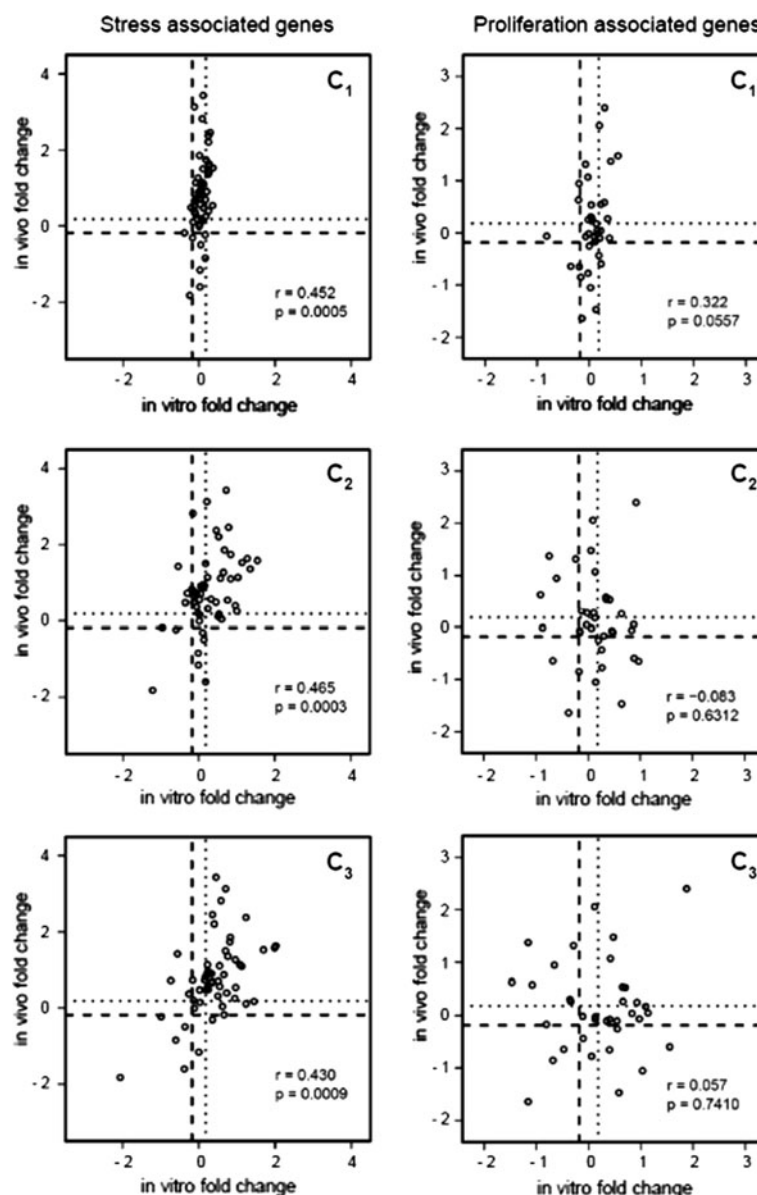 Stress associated genes
Proliferation associated genes
C1
4
2
0
-2
in vivo fold change
r = 0.452
p = 0.0005
-2 0 2 4
in vitro fold change
C1
3
2
1
0
-1
-2
in vivo fold change
r = 0.322
p = 0.0557
-2 -1 0 1 2 3
in vitro fold change
C2
4
2
0
-2
in vivo fold change
r = 0.465
p = 0.0003
-2 0 2 4
in vitro fold change
C2
3
2
1
0
-1
-2
in vivo fold change
r = −0.083
p = 0.6312
-2 -1 0 1 2 3
in vitro fold change
C3
4
2
0
-2
in vivo fold change
r = 0.430
p = 0.0009
-2 0 2 4
in vitro fold change
C3
3
2
1
0
-1
-2
in vivo fold change
r = 0.057
p = 0.7410
-2 -1 0 1 2 3
in vitro fold change